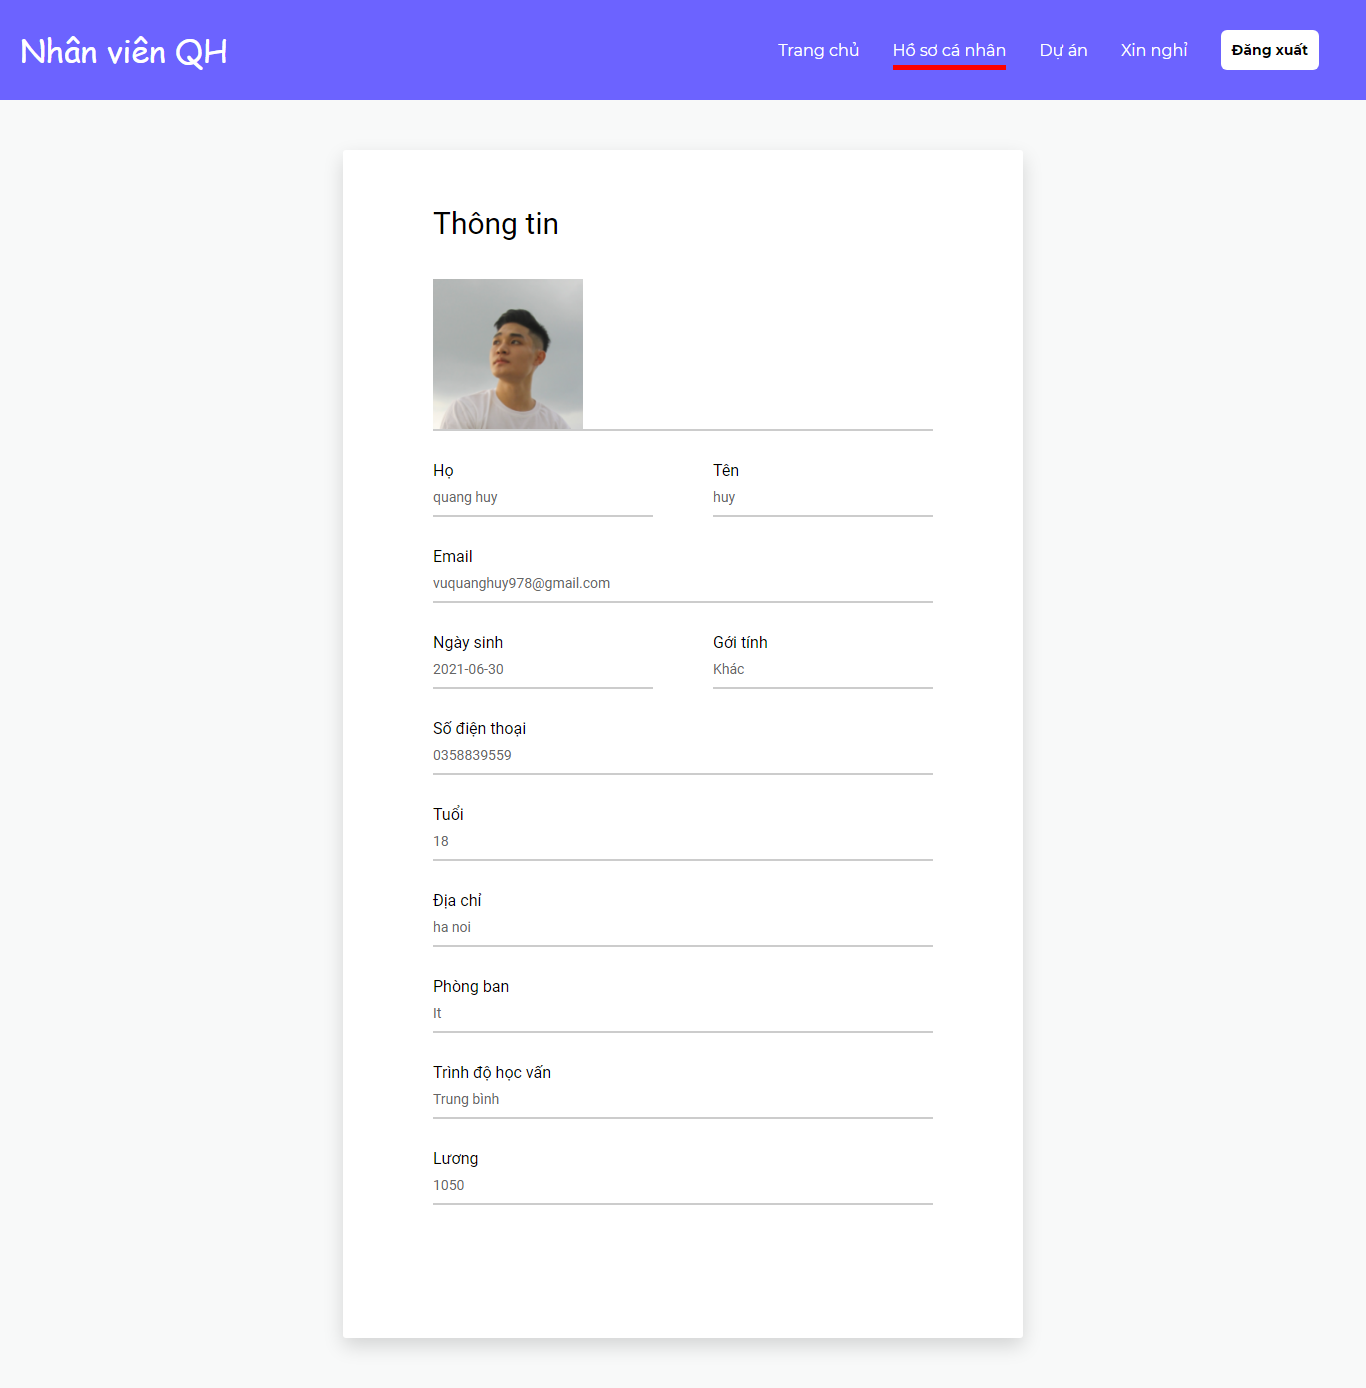 Nhân viên QH
Trang chủ Hồ sơ cá nhân Dự án Xin nghỉ Đăng xuất
Thông tin
Họ Tên
quang huy huy
Email
vuquanghuy978@gmail.com
Ngày sinh Gới tính
2021-06-30 Khác
Số điện thoại
0358839559
Tuổi
18
Địa chỉ
ha noi
Phòng ban
It
Trình độ học vấn
Trung bình
Lương
1050